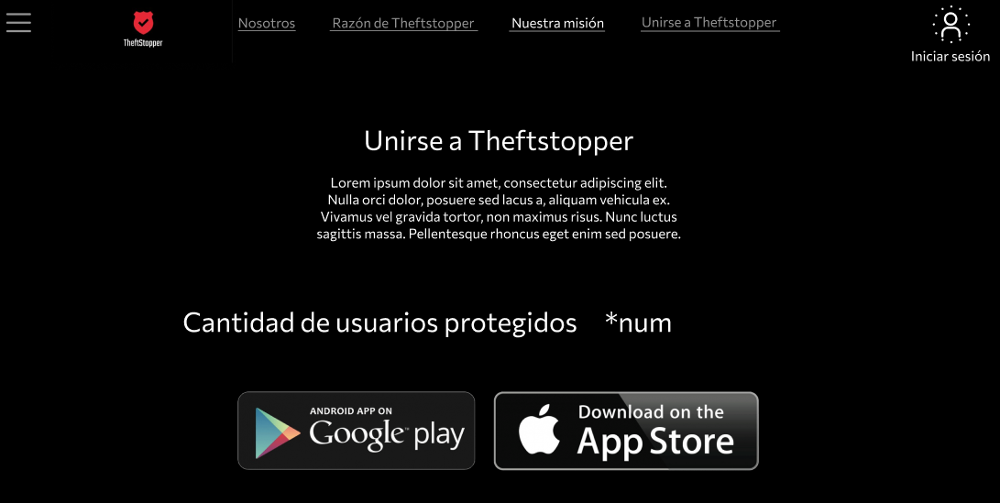 Nosotros
Razón de Theftstopper
Nuestra misión
Unirse a Theftstopper
TheftStopper
Iniciar sesión
Unirse a Theftstopper
Lorem ipsum dolor sit amet, consectetur adipiscing elit.
Nulla orci dolor, posuere sed lacus a, aliquam vehicula ex.
Vivamus vel gravida tortor, non maximus risus. Nunc luctus
sagittis massa. Pellentesque rhoncus eget enim sed posuere.
Cantidad de usuarios protegidos *num
ANDROID APP ON
Google™ play
Download on the
App Store